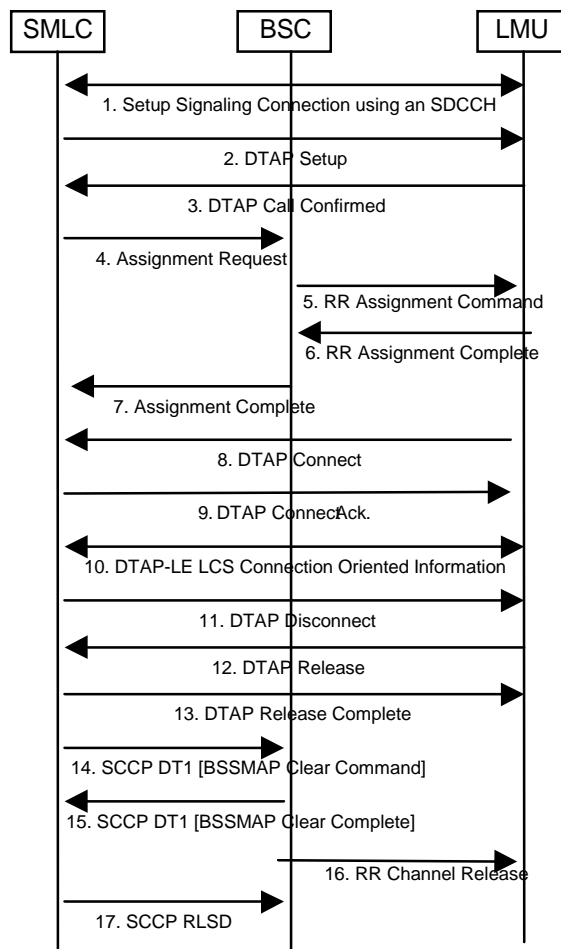 SMLC BSC LMU
1. Setup Signaling Connection using an SDCCH
2. DTAP Setup
3. DTAP Call Confirmed
4. Assignment Request
5. RR Assignment Command
6. RR Assignment Complete
7. Assignment Complete
8. DTAP Connect
9. DTAP ConnectAck.
10. DTAP-LE LCS Connection Oriented Information
11. DTAP Disconnect
12. DTAP Release
13. DTAP Release Complete
14. SCCP DT1 [BSSMAP Clear Command]
15. SCCP DT1 [BSSMAP Clear Complete]
16. RR Channel Release
17. SCCP RLSD